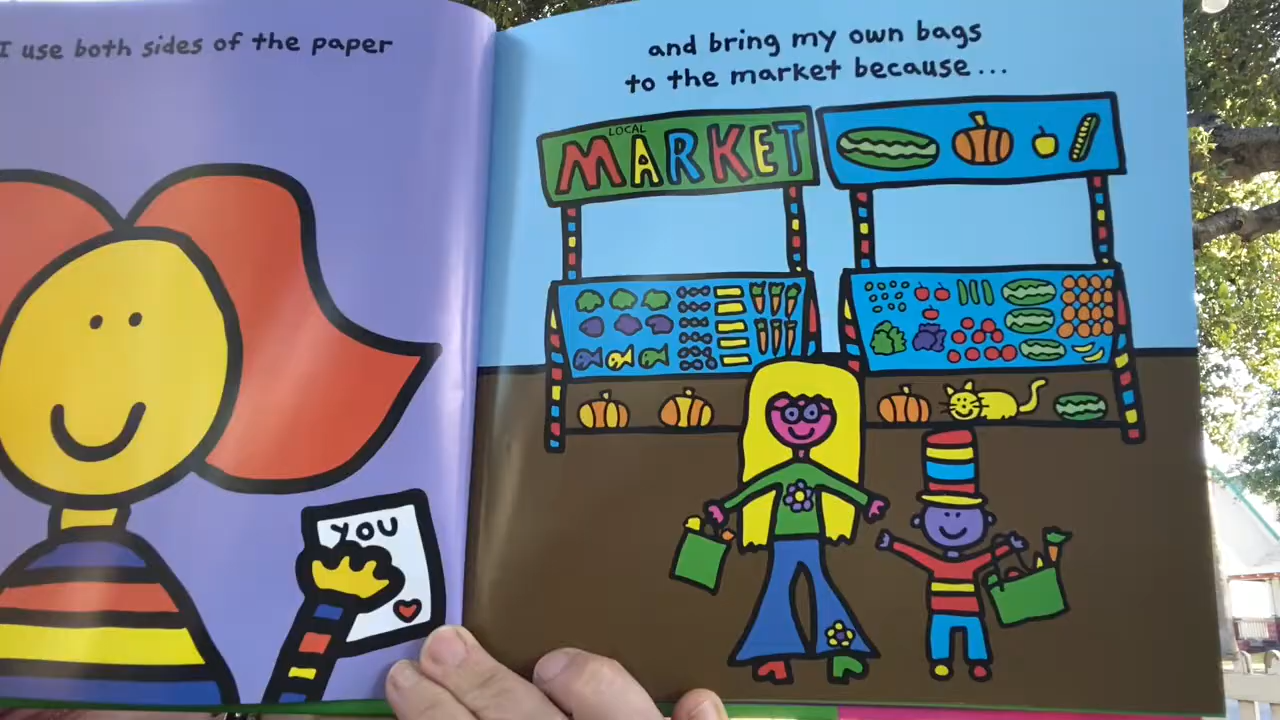 I use both sides of the paper
YOU
and bring my own bags
to the market because...
LOCAL
MARKET